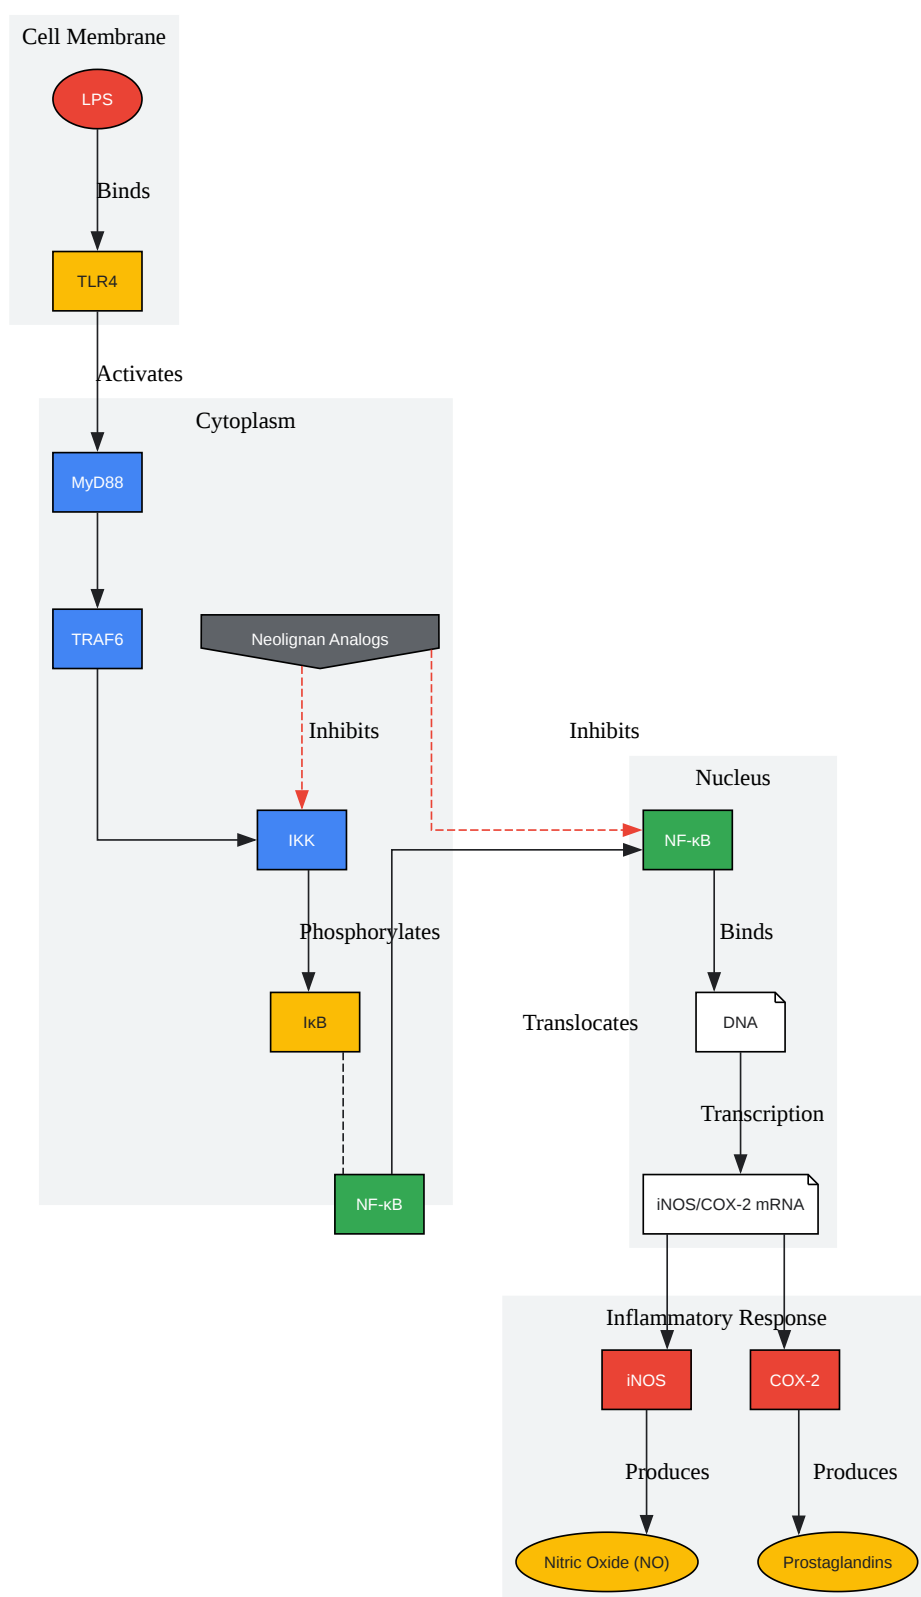 Cell Membrane
LPS
Binds
TLR4
Activates
Cytoplasm
MyD88
TRAF6
Neolignan Analogs
Inhibits
Inhibits
Nucleus
IKK
NF-κB
Phosphorylates
Binds
IκB
Translocates
DNA
Transcription
NF-κB
iNOS/COX-2 mRNA
Inflammatory Response
iNOS
COX-2
Produces
Produces
Nitric Oxide (NO)
Prostaglandins